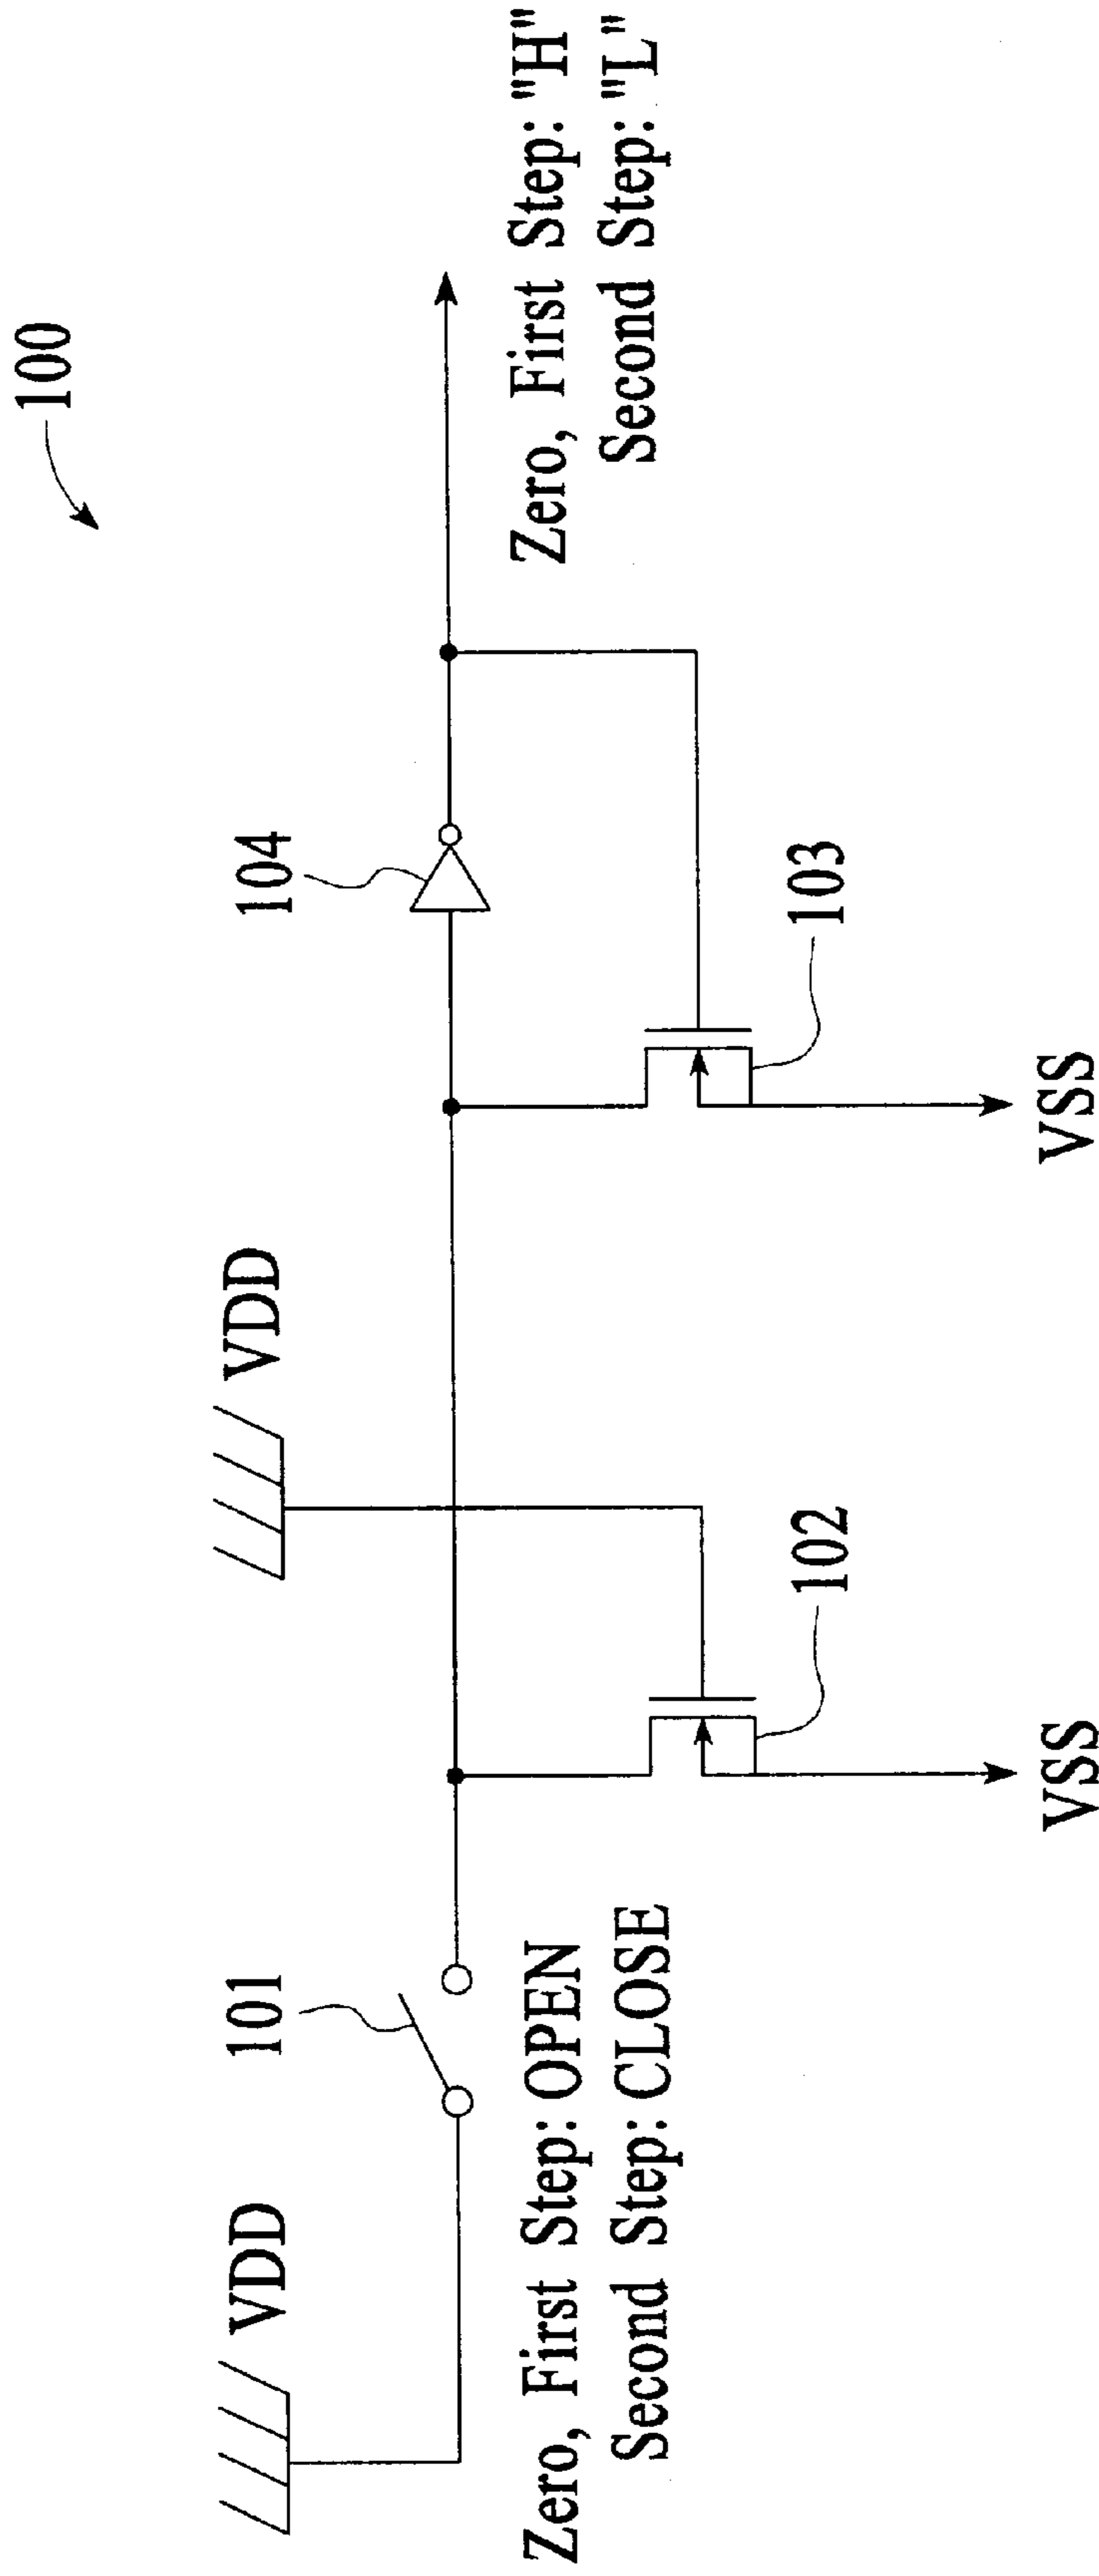 100
VDD
101
Zero, First Step: OPEN
Second Step: CLOSE
VDD
102
VSS
104
103
VSS
Zero, First Step: "H"
Second Step: "L"